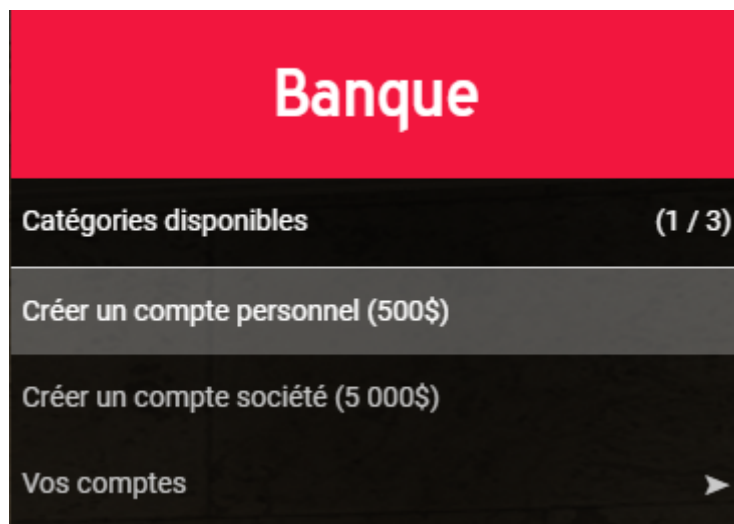 Banque
Catégories disponibles (1 / 3)
Créer un compte personnel (500$)
Créer un compte société (5 000$)
Vos comptes